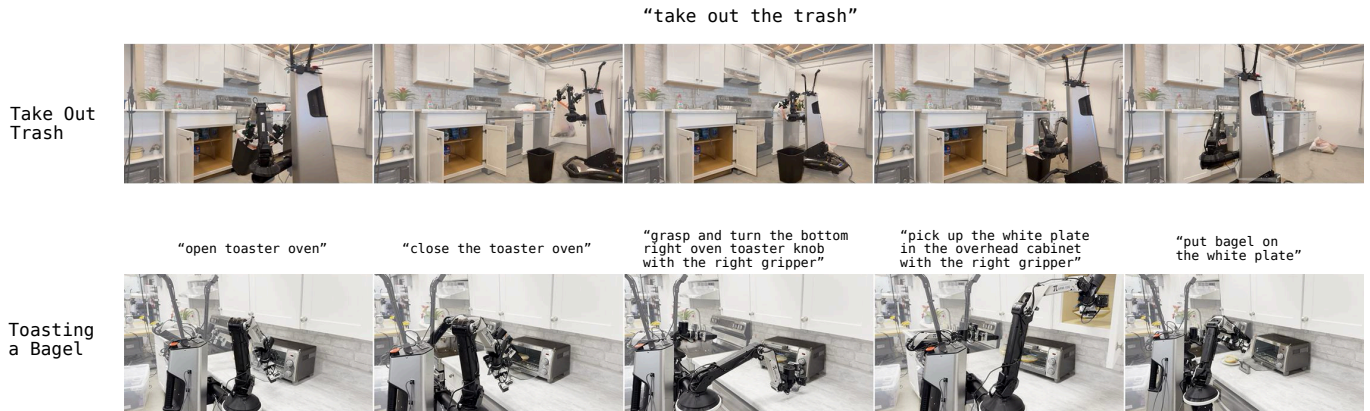 “take out the trash”
Take Out
Trash
“open toaster oven”
“close the toaster oven”
“grasp and turn the bottom
right oven toaster knob
with the right gripper”
“pick up the white plate
in the overhead cabinet
with the right gripper”
“put bagel on
the white plate”
Toasting
a Bagel